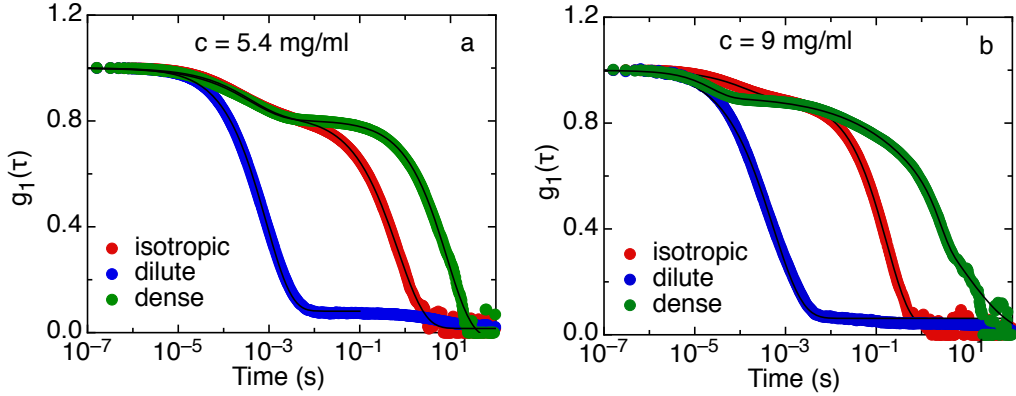 1.2
c = 5.4 mg/ml
a
0.8
g₁(τ)
0.4
isotropic
dilute
dense
0.0
10⁻⁷ 10⁻⁵ 10⁻³ 10⁻¹ 10¹
Time (s)
1.2
c = 9 mg/ml
b
0.8
g₁(τ)
0.4
isotropic
dilute
dense
0.0
10⁻⁷ 10⁻⁵ 10⁻³ 10⁻¹ 10¹
Time (s)